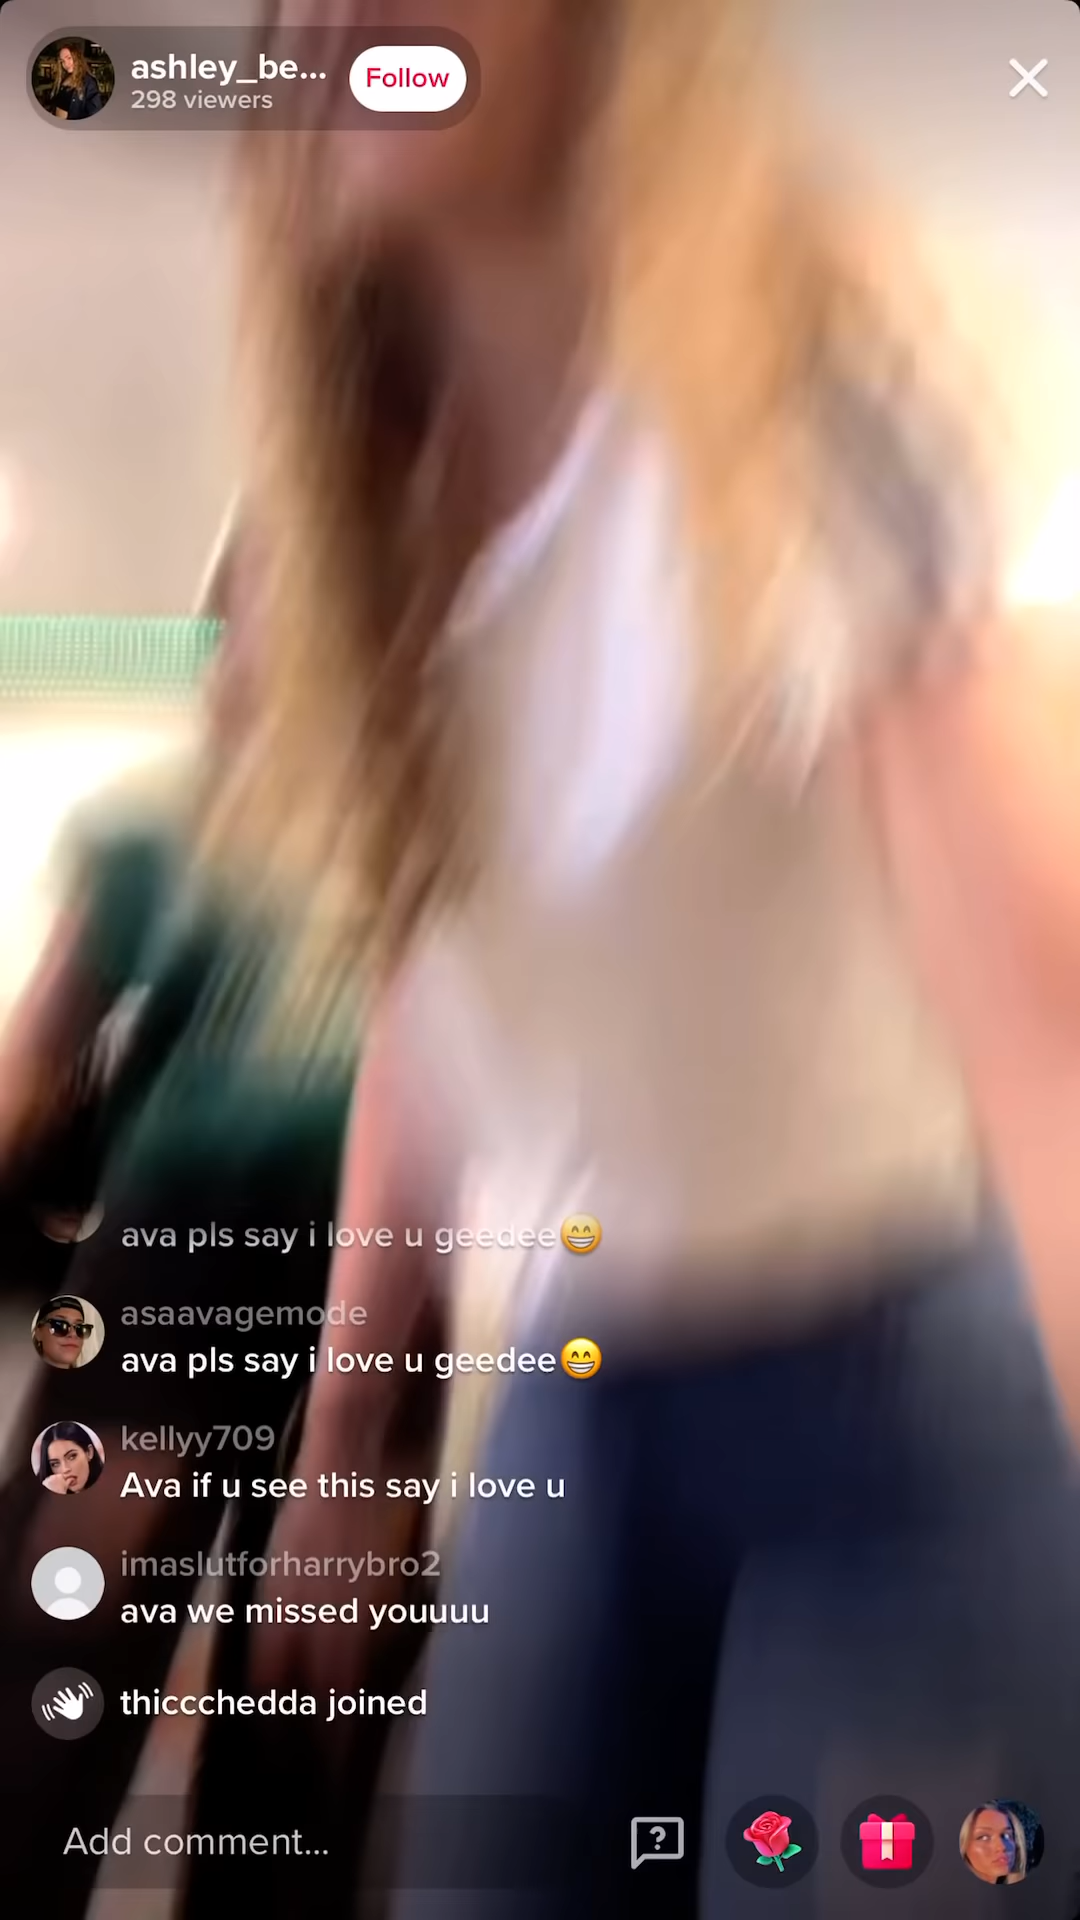 ashley_be...
298 viewers
Follow
ava pls say i love u geedee😁
asaavagemode
ava pls say i love u geedee😁
kellyy709
Ava if u see this say i love u
imaslutforharrybro2
ava we missed youuuu
thiccchedda joined
Add comment...
?